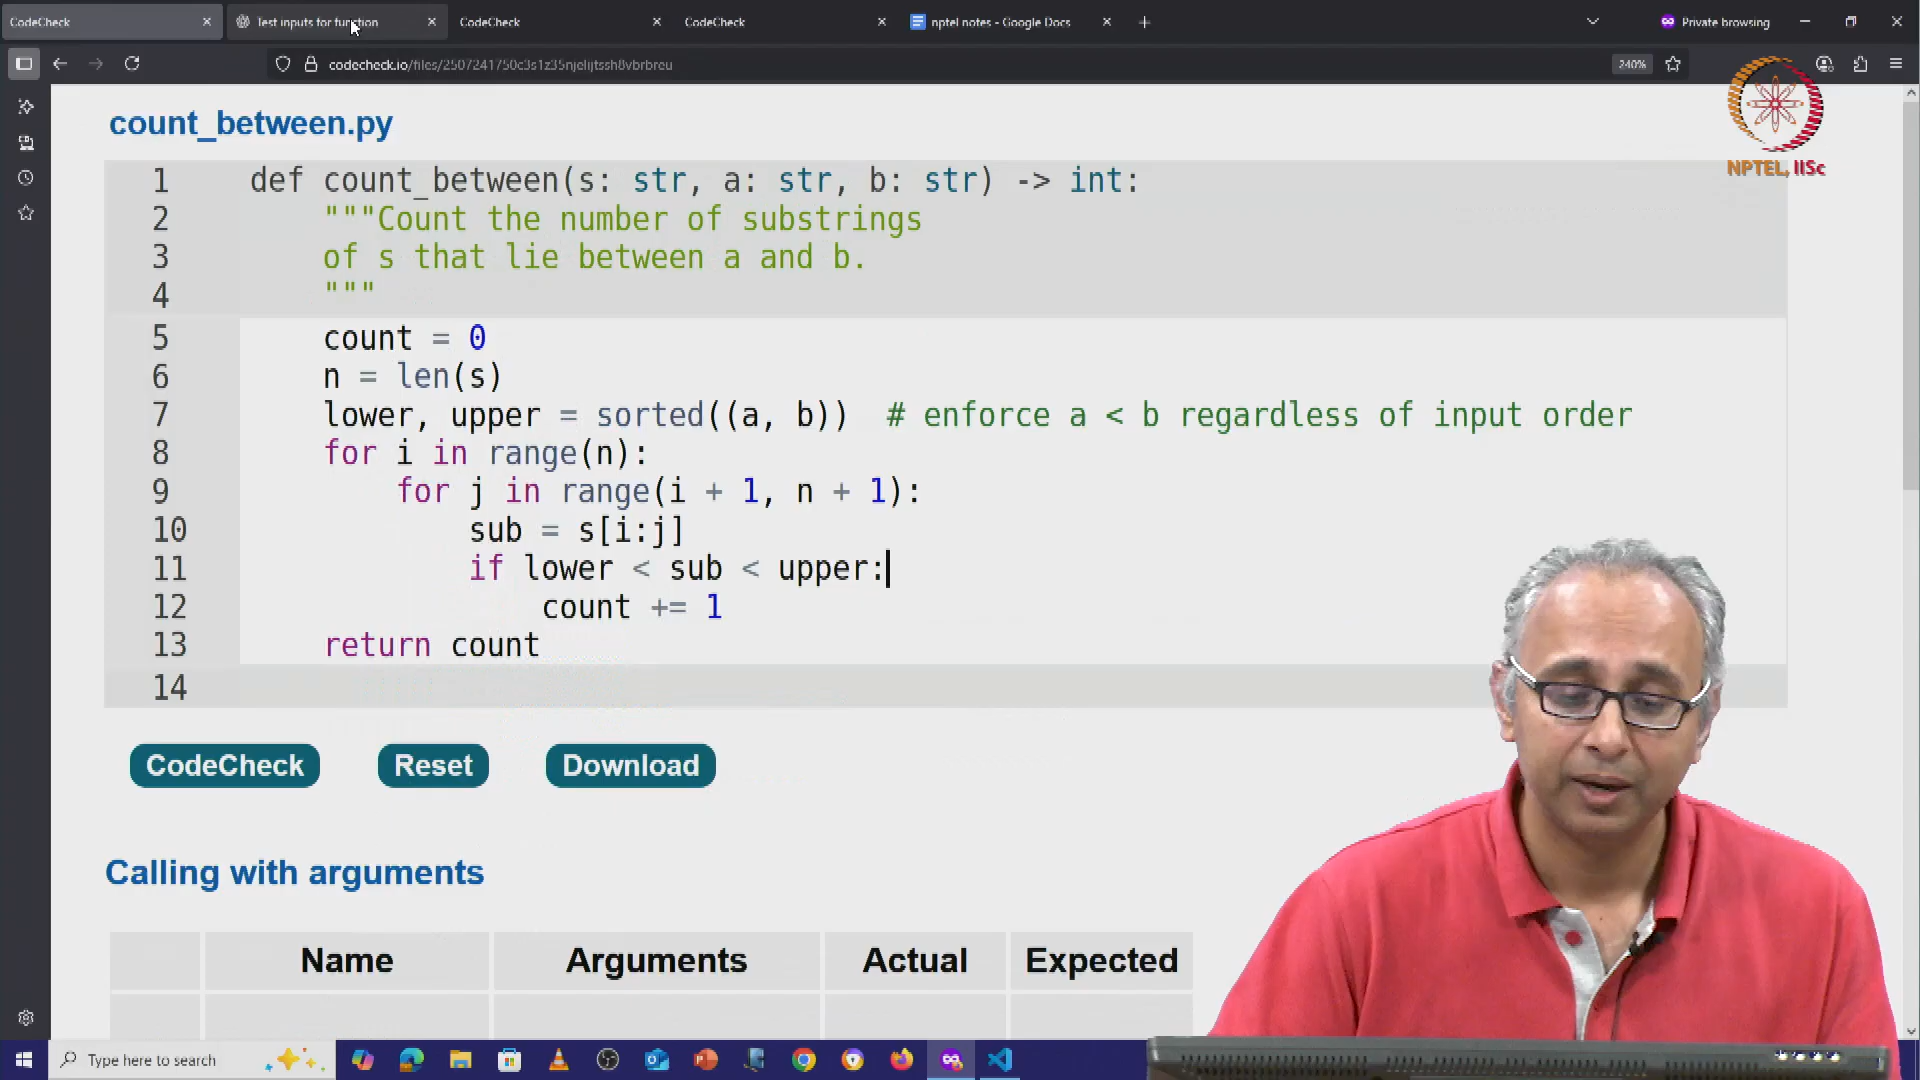 CodeCheck
Test inputs for function
CodeCheck
CodeCheck
nptel notes - Google Docs
Private browsing
codecheck.io/files/2507241750c3s1z35njelijtssh8vbrbreu
240%
NPTEL, IISc
count_between.py
1 def count_between(s: str, a: str, b: str) -> int:
2 """Count the number of substrings
3 of s that lie between a and b.
4 """
5 count = 0
6 n = len(s)
7 lower, upper = sorted((a, b)) # enforce a < b regardless of input order
8 for i in range(n):
9 for j in range(i + 1, n + 1):
10 sub = s[i:j]
11 if lower < sub < upper:
12 count += 1
13 return count
14
CodeCheck Reset Download
Calling with arguments
Name Arguments Actual Expected
Type here to search